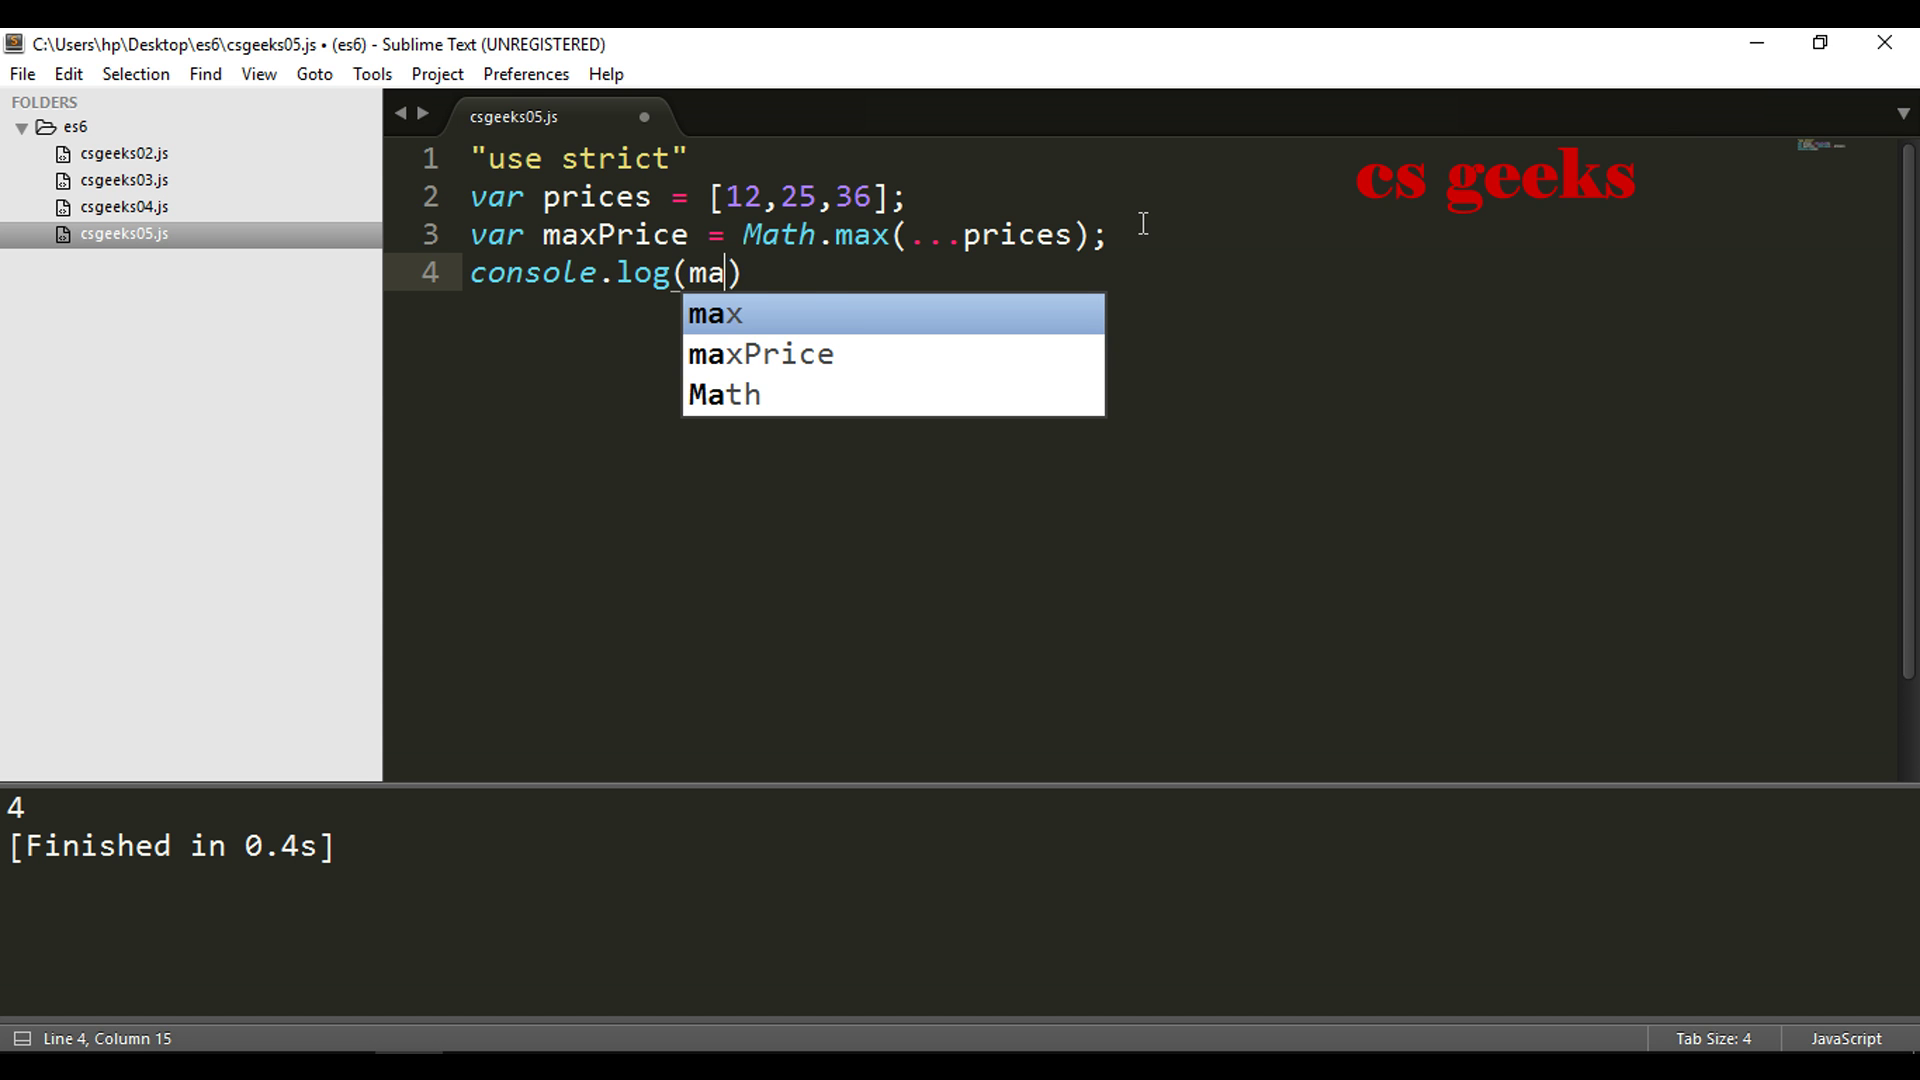 C:\Users\hp\Desktop\es6\csgeeks05.js • (es6) - Sublime Text (UNREGISTERED)
File Edit Selection Find View Goto Tools Project Preferences Help
FOLDERS
es6
csgeeks02.js
csgeeks03.js
csgeeks04.js
csgeeks05.js
csgeeks05.js
cs geeks
1 "use strict"
2 var prices = [12,25,36];
3 var maxPrice = Math.max(...prices);
4 console.log(ma)
max
maxPrice
Math
4
[Finished in 0.4s]
Line 4, Column 15
Tab Size: 4
JavaScript